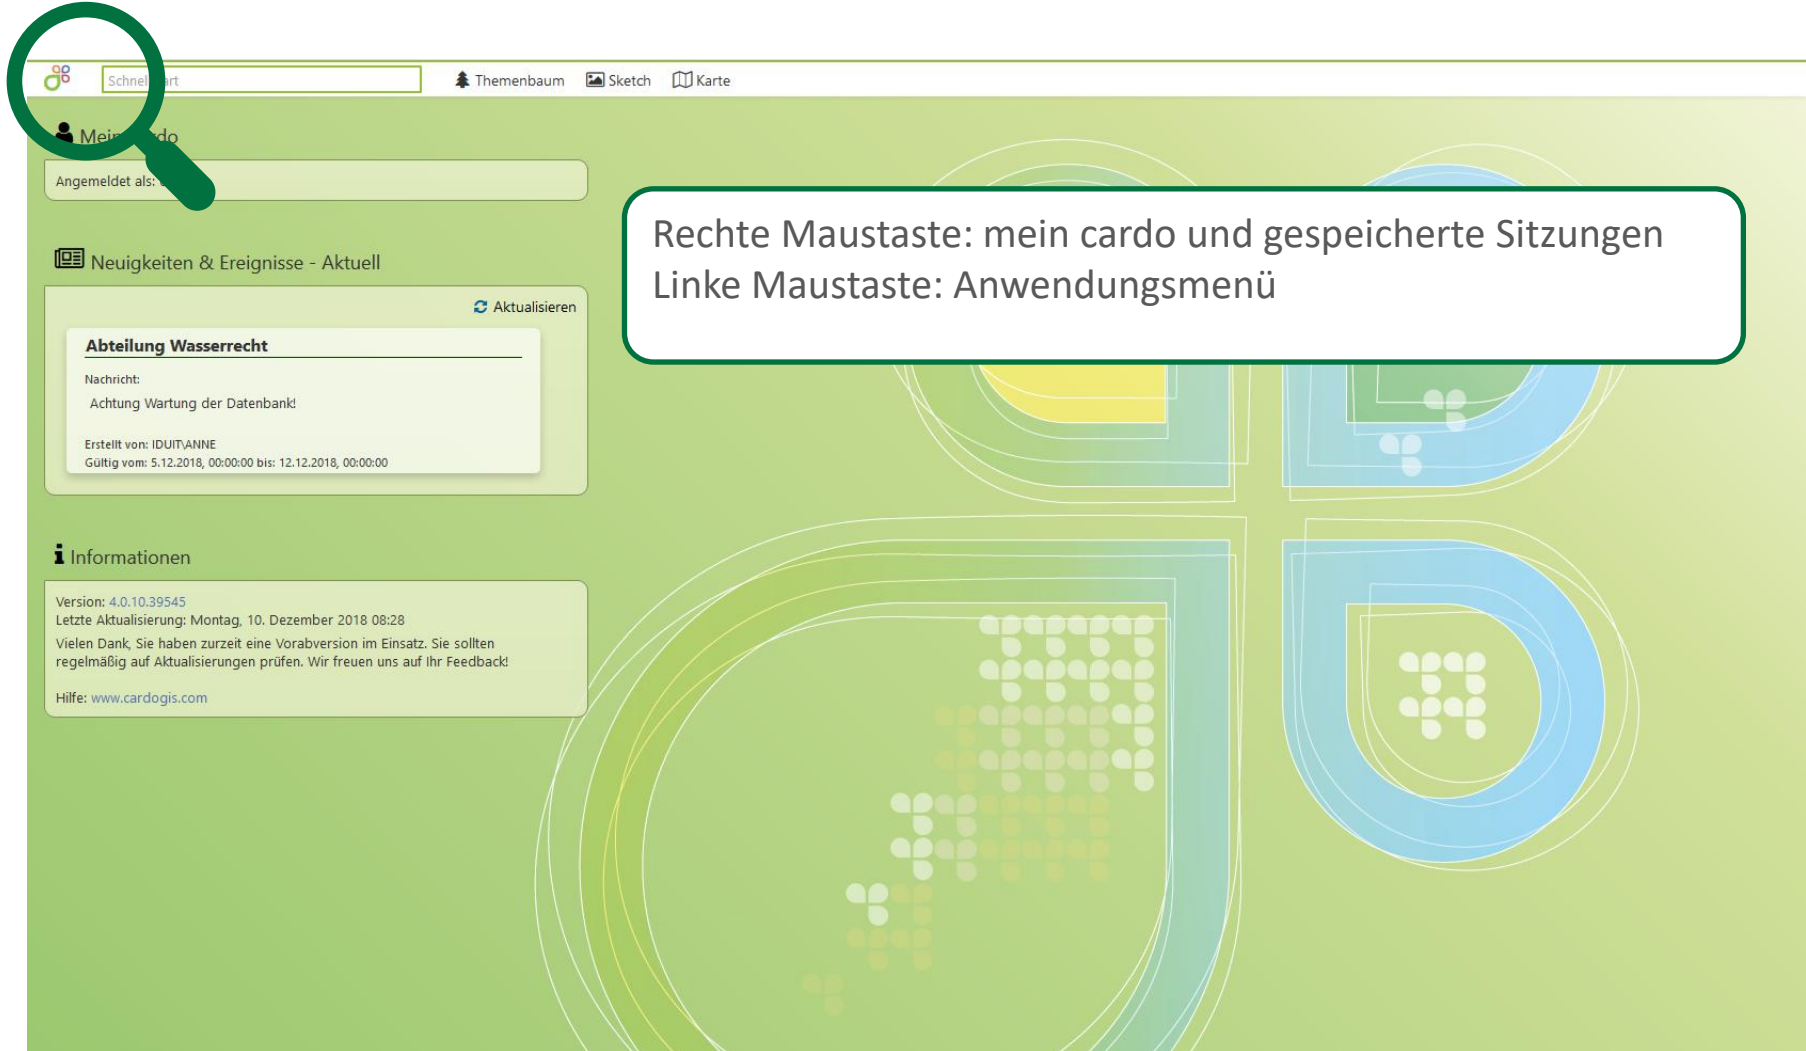 Schnellstart
Themenbaum
Sketch
Karte
Mein cardo
Angemeldet als:
Rechte Maustaste: mein cardo und gespeicherte Sitzungen
Linke Maustaste: Anwendungsmenü
Neuigkeiten & Ereignisse - Aktuell
Aktualisieren
Abteilung Wasserrecht
Nachricht:
Achtung Wartung der Datenbank!
Erstellt von: IDUIT\ANNE
Gültig vom: 5.12.2018, 00:00:00 bis: 12.12.2018, 00:00:00
Informationen
Version: 4.0.10.39545
Letzte Aktualisierung: Montag, 10. Dezember 2018 08:28
Vielen Dank, Sie haben zurzeit eine Vorabversion im Einsatz. Sie sollten
regelmäßig auf Aktualisierungen prüfen. Wir freuen uns auf Ihr Feedback!
Hilfe: www.cardogis.com